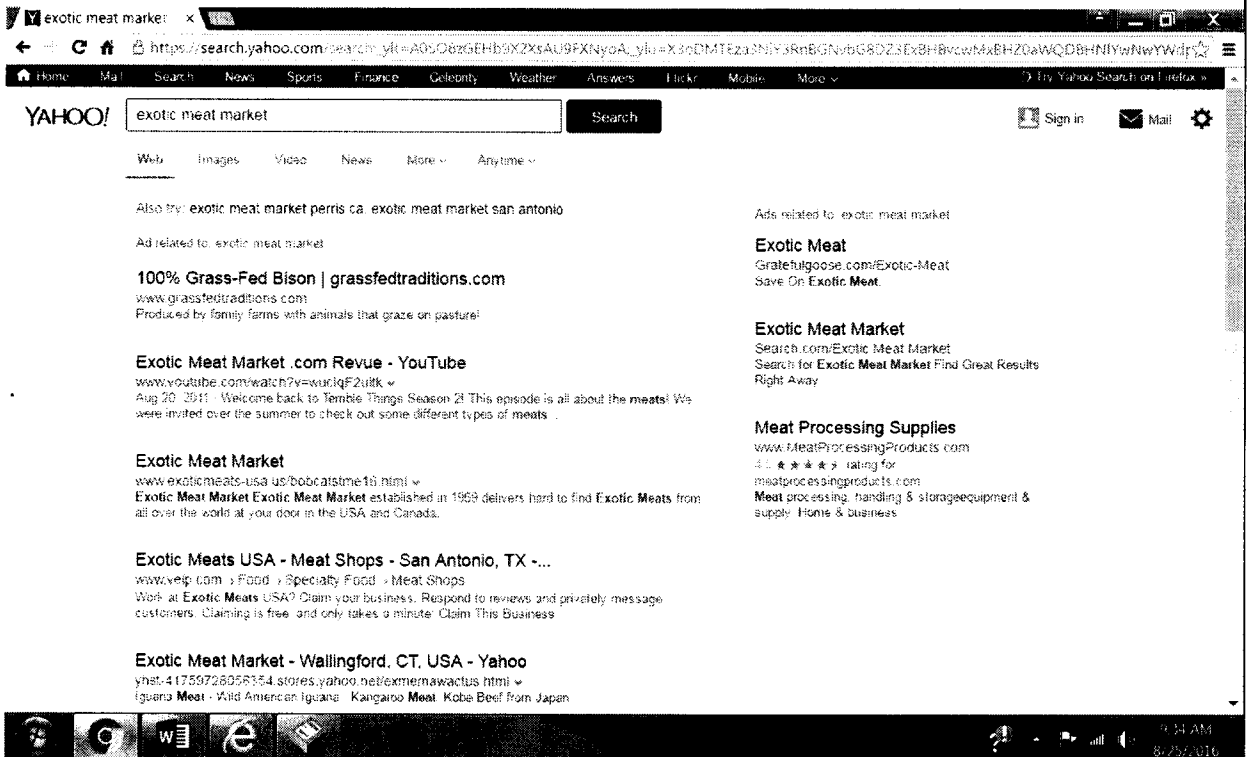 exotic meat market ×
https://search.yahoo.com
Home Mail Search News Sports Finance Celebrity Weather Answers Flickr Mobile More Try Yahoo Search on Firefox »
YAHOO! exotic meat market Search Sign in Mail
Web Images Video News More Anytime
Also try: exotic meat market perris ca, exotic meat market san antonio
Ad related to: exotic meat market
100% Grass-Fed Bison | grassfedtraditions.com
www.grassfedtraditions.com
Produced by family farms with animals that graze on pasture!
Exotic Meat Market .com Revue - YouTube
Aug 20, 2011 - Welcome back to Terrible Things Season 2! This episode is all about the meats! We
were invited over the summer to check out some different types of meats
Exotic Meat Market
www.exoticmeats-usa.us/bobcatstme16.html
Exotic Meat Market Exotic Meat Market established in 1989 delivers hard to find Exotic Meats from
all over the world at your door in the USA and Canada.
Exotic Meats USA - Meat Shops - San Antonio, TX -...
www.yelp.com › Food › Specialty Food › Meat Shops
Work at Exotic Meats USA? Claim your business. Respond to reviews and privately message
customers. Claiming is free, and only takes a minute. Claim This Business
Exotic Meat Market - Wallingford, CT, USA - Yahoo
Iguana Meat - Wild American Iguana. Kangaroo Meat. Kobe Beef from Japan
Ads related to: exotic meat market
Exotic Meat
Gratefulgoose.com/Exotic-Meat
Save On Exotic Meat.
Exotic Meat Market
Search.com/Exotic Meat Market
Search for Exotic Meat Market Find Great Results
Right Away
Meat Processing Supplies
www.MeatProcessingProducts.com
rating for
meatprocessingproducts.com
Meat processing, handling & storageequipment &
supply. Home & business
9:34 AM
8/25/2016